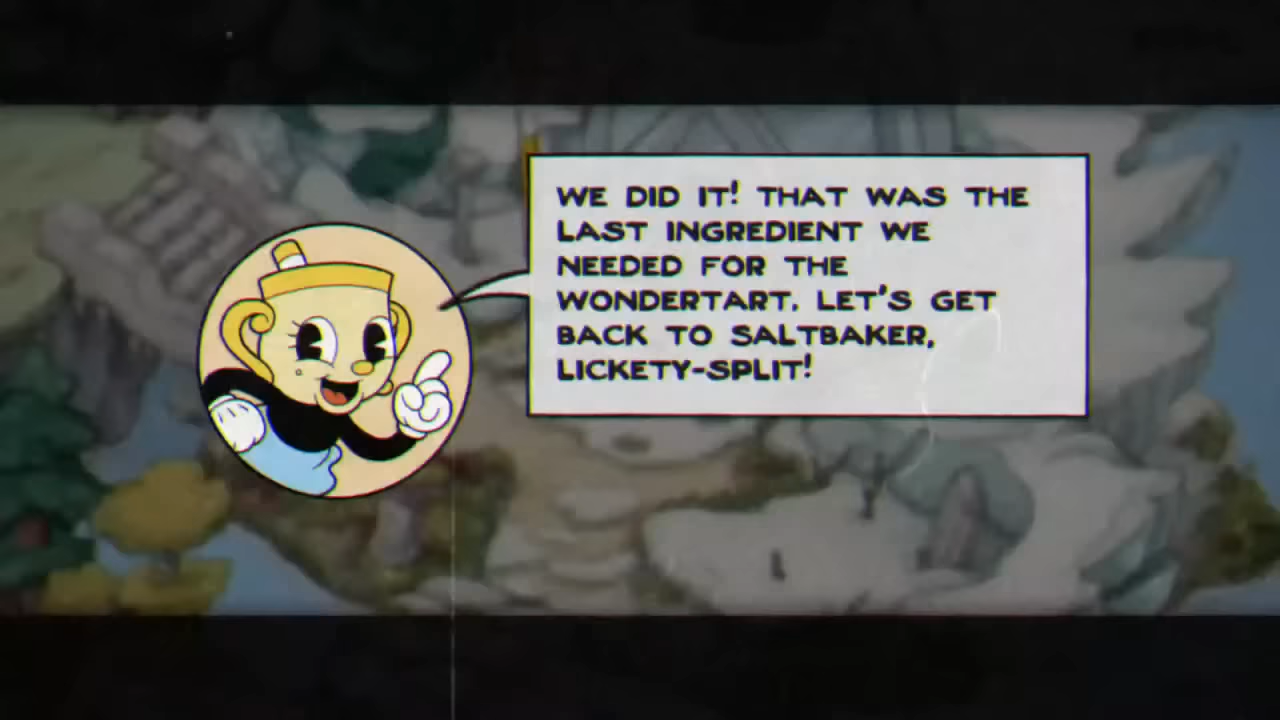 WE DID IT! THAT WAS THE
LAST INGREDIENT WE
NEEDED FOR THE
WONDERTART. LET'S GET
BACK TO SALTBAKER,
LICKETY-SPLIT!